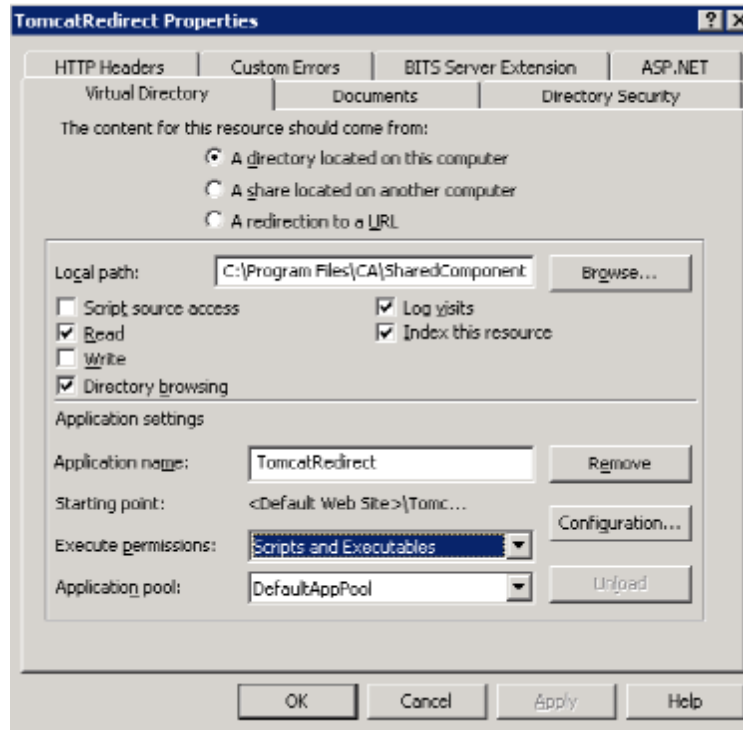 TomcatRedirect Properties
HTTP Headers Custom Errors BITS Server Extension ASP.NET
Virtual Directory Documents Directory Security
The content for this resource should come from:
A directory located on this computer
A share located on another computer
A redirection to a URL
Local path: C:\Program Files\CA\SharedComponent Browse...
Script source access Log visits
Read Index this resource
Write
Directory browsing
Application settings
Application name: TomcatRedirect Remove
Starting point: <Default Web Site>\Tomc...
Configuration...
Execute permissions: Scripts and Executables
Application pool: DefaultAppPool Unload
OK Cancel Apply Help